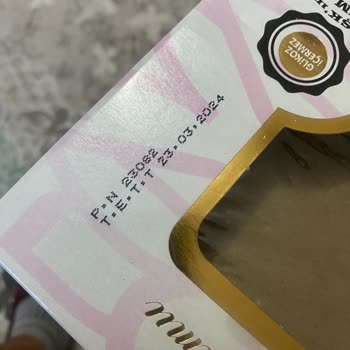 GLİKOZ
İÇERMEZ
P.N 23082
T.E.T.T 23.03.2024